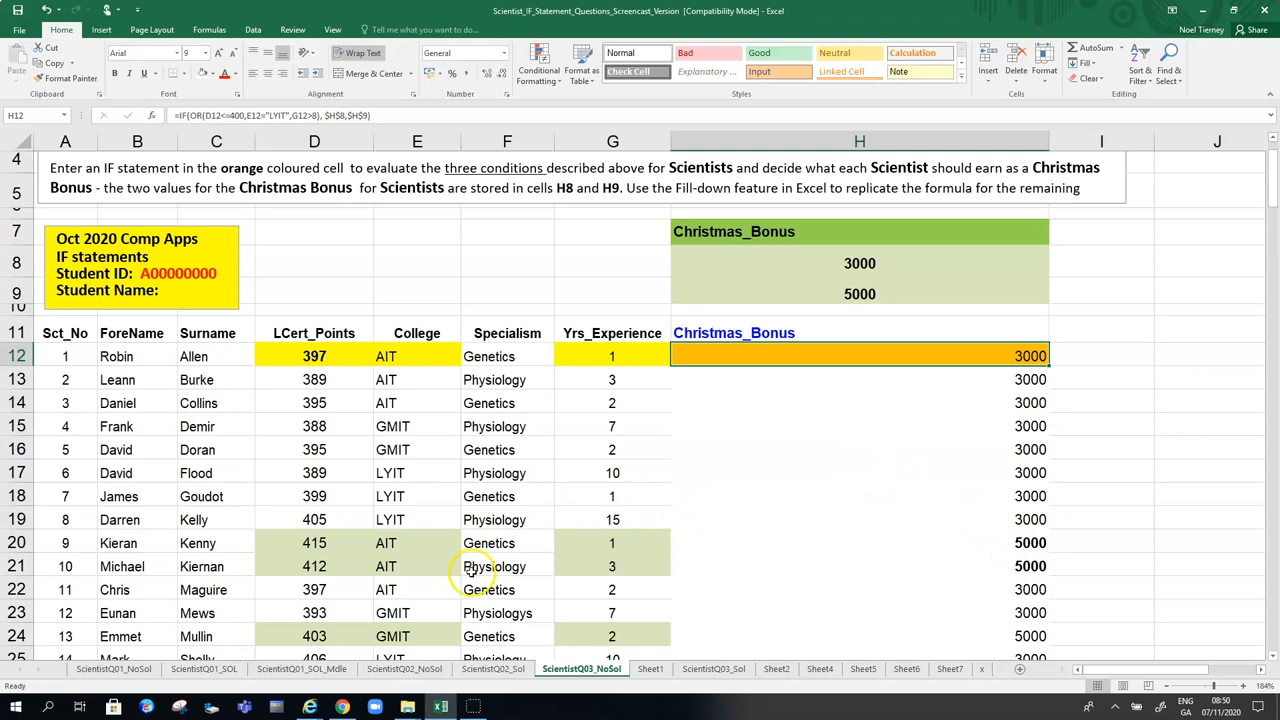 Scientist_IF_Statement_Questions_Screencast_Version [Compatibility Mode] - Excel
File Home Insert Page Layout Formulas Data Review View Tell me what you want to do... Noel Tierney Share
Cut Arial 9 Wrap Text General Normal Bad Good Neutral Calculation AutoSum
Copy Fill
Paste Format Painter Merge & Center Conditional Formatting Format as Table Check Cell Explanatory ... Input Linked Cell Note Insert Delete Format Clear Sort & Filter Find & Select
Clipboard Font Alignment Number Styles Cells Editing
H12 =IF(OR(D12<=400,E12="LYIT",G12>8), $H$8,$H$9)
A B C D E F G H I J
4 Enter an IF statement in the orange coloured cell to evaluate the three conditions described above for Scientists and decide what each Scientist should earn as a Christmas
5 Bonus - the two values for the Christmas Bonus for Scientists are stored in cells H8 and H9. Use the Fill-down feature in Excel to replicate the formula for the remaining
7 Oct 2020 Comp Apps Christmas_Bonus
IF statements
8 Student ID: A00000000 3000
9 Student Name: 5000
10
11 Sct_No ForeName Surname LCert_Points College Specialism Yrs_Experience Christmas_Bonus
12 1 Robin Allen 397 AIT Genetics 1 3000
13 2 Leann Burke 389 AIT Physiology 3 3000
14 3 Daniel Collins 395 AIT Genetics 2 3000
15 4 Frank Demir 388 GMIT Physiology 7 3000
16 5 David Doran 395 GMIT Genetics 2 3000
17 6 David Flood 389 LYIT Physiology 10 3000
18 7 James Goudot 399 LYIT Genetics 1 3000
19 8 Darren Kelly 405 LYIT Physiology 15 3000
20 9 Kieran Kenny 415 AIT Genetics 1 5000
21 10 Michael Kiernan 412 AIT Physiology 3 5000
22 11 Chris Maguire 397 AIT Genetics 2 3000
23 12 Eunan Mews 393 GMIT Physiologys 7 3000
24 13 Emmet Mullin 403 GMIT Genetics 2 5000
25 14 Mark Shelly 406 LYIT Physiology 10 3000
ScientistQ01_NoSol ScientistQ01_SOL ScientistQ01_SOL_Mdle ScientistQ02_NoSol ScientistQ02_Sol ScientistQ03_NoSol Sheet1 ScientistQ03_Sol Sheet2 Sheet4 Sheet5 Sheet6 Sheet7 x
Ready 184%
ENG 08:50
GA 07/11/2020